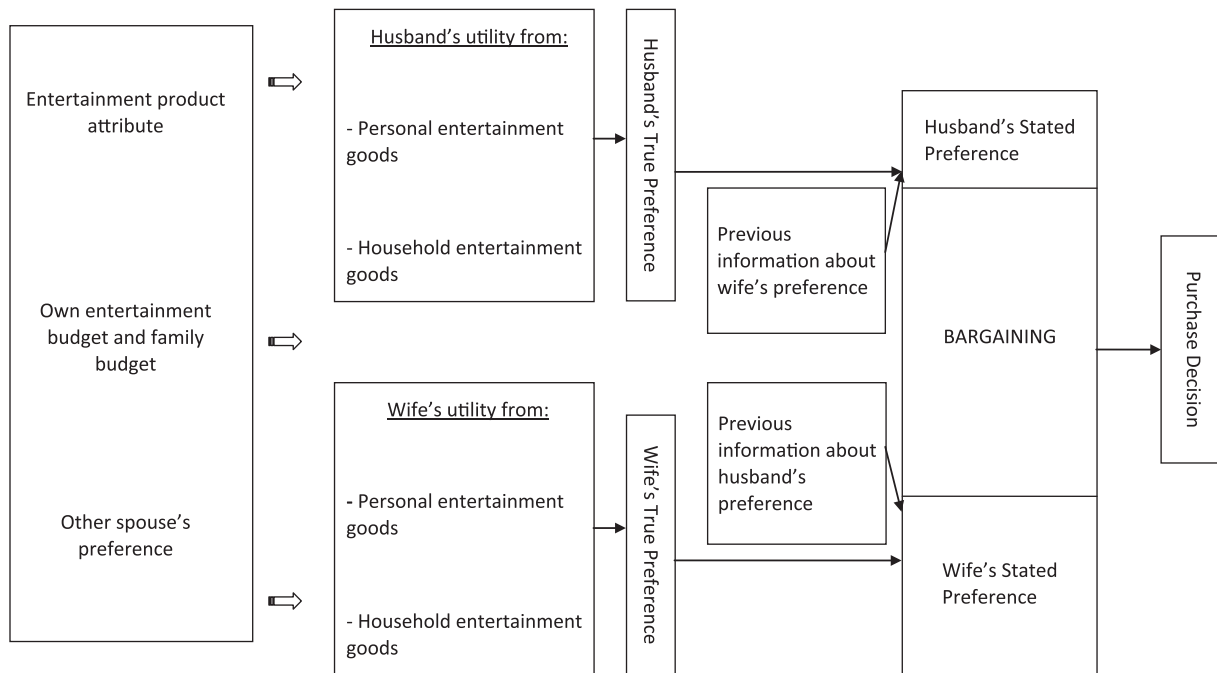 Entertainment product
attribute
Own entertainment
budget and family
budget
Other spouse’s
preference
Husband’s utility from:
- Personal entertainment
goods
- Household entertainment
goods
Husband’s True Preference
Wife’s utility from:
- Personal entertainment
goods
- Household entertainment
goods
Wife’s True Preference
Previous
information about
wife’s preference
Previous
information about
husband’s
preference
Husband’s Stated
Preference
BARGAINING
Wife’s Stated
Preference
Purchase Decision